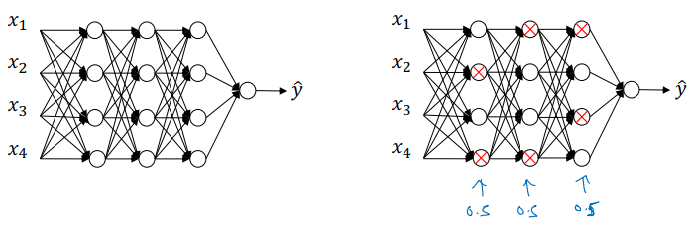 x₁ x₁
x₂ x₂
ŷ ŷ
x₃ x₃
x₄ x₄
0.5 0.5 0.5